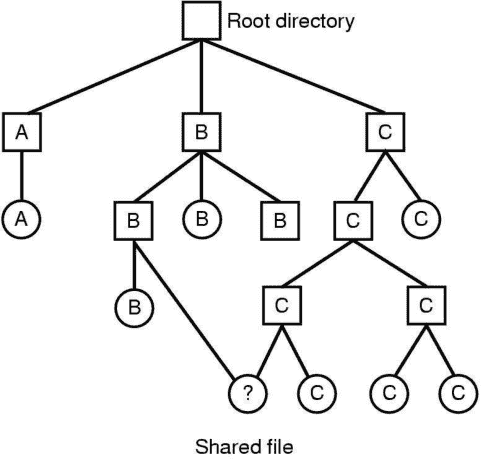 Root directory
A B C
A B B B C C
B C C
? C C C
Shared file